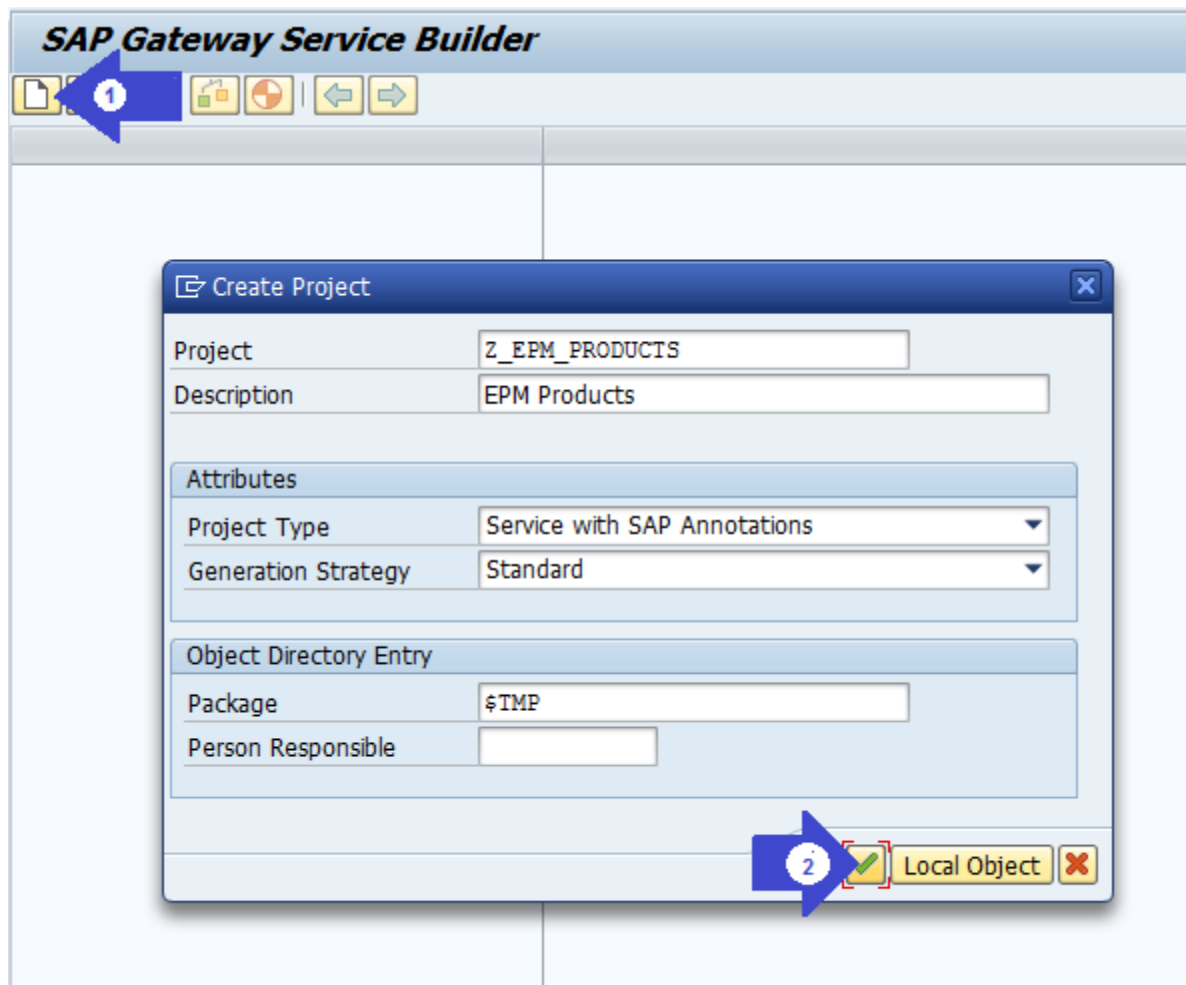 SAP Gateway Service Builder
1
Create Project
Project Z_EPM_PRODUCTS
Description EPM Products
Attributes
Project Type Service with SAP Annotations
Generation Strategy Standard
Object Directory Entry
Package $TMP
Person Responsible
2 Local Object